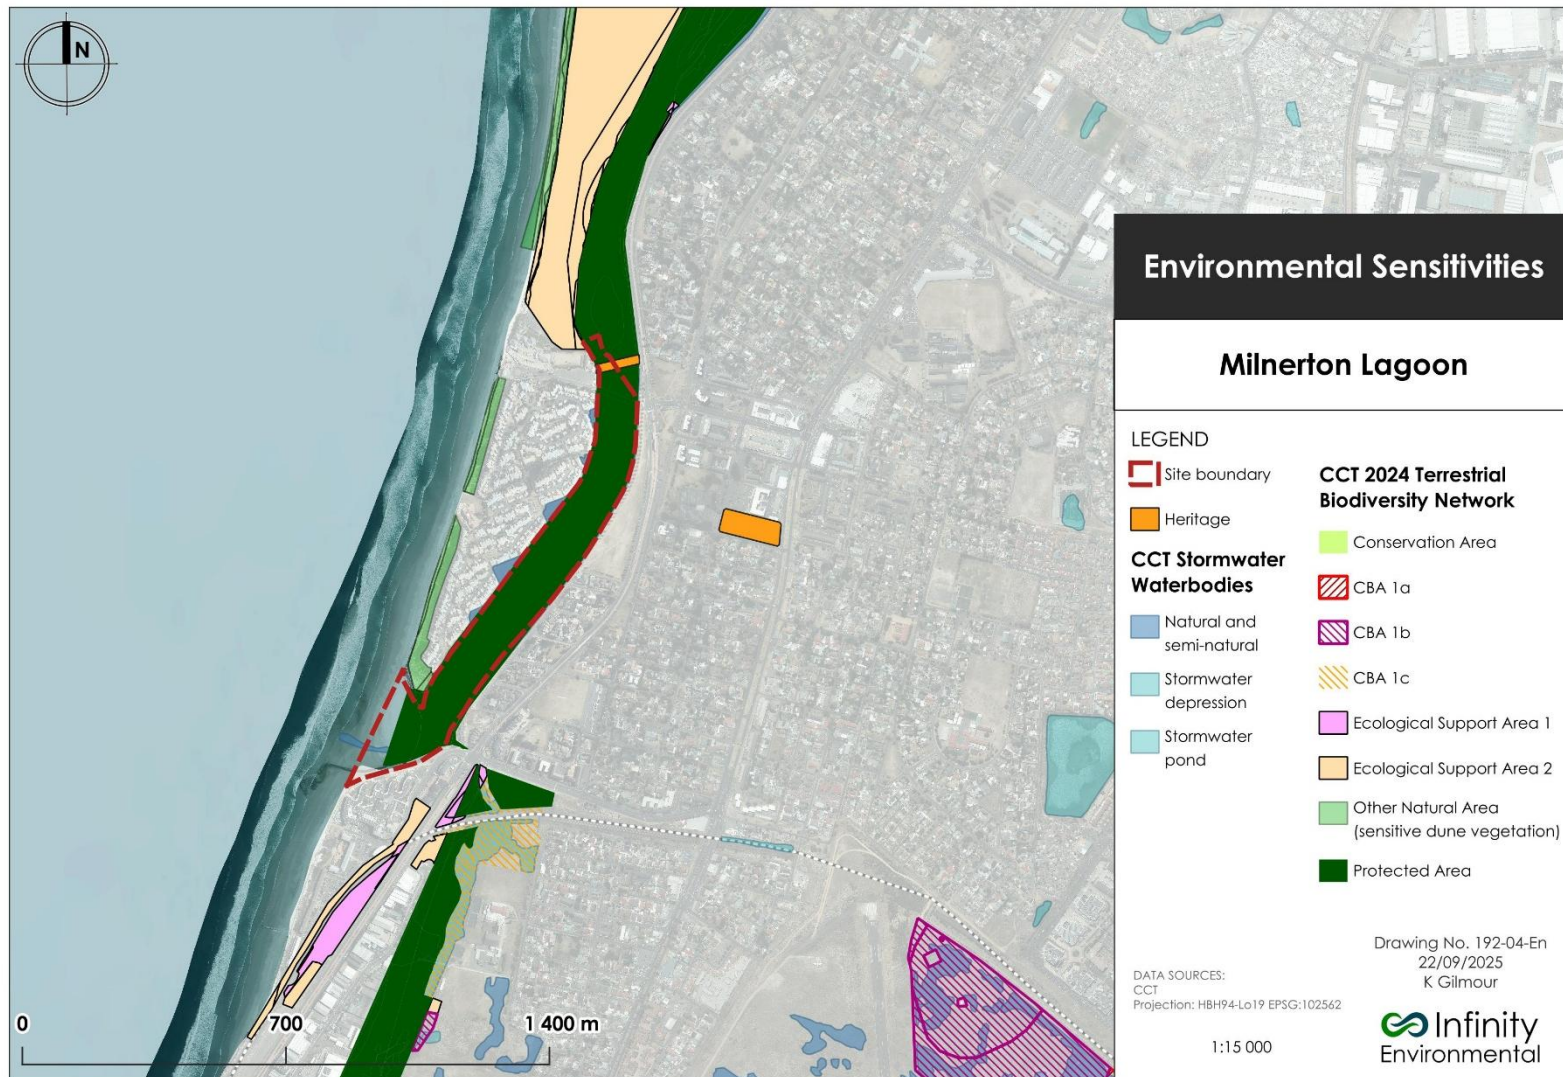 N
Environmental Sensitivities
Milnerton Lagoon
LEGEND
Site boundary
Heritage
CCT Stormwater
Waterbodies
Natural and
semi-natural
Stormwater
depression
Stormwater
pond
CCT 2024 Terrestrial
Biodiversity Network
Conservation Area
CBA 1a
CBA 1b
CBA 1c
Ecological Support Area 1
Ecological Support Area 2
Other Natural Area
(sensitive dune vegetation)
Protected Area
DATA SOURCES:
CCT
Projection: HBH94-Lo19 EPSG:102562
1:15 000
Drawing No. 192-04-En
22/09/2025
K Gilmour
Infinity
Environmental
0
700
1 400 m